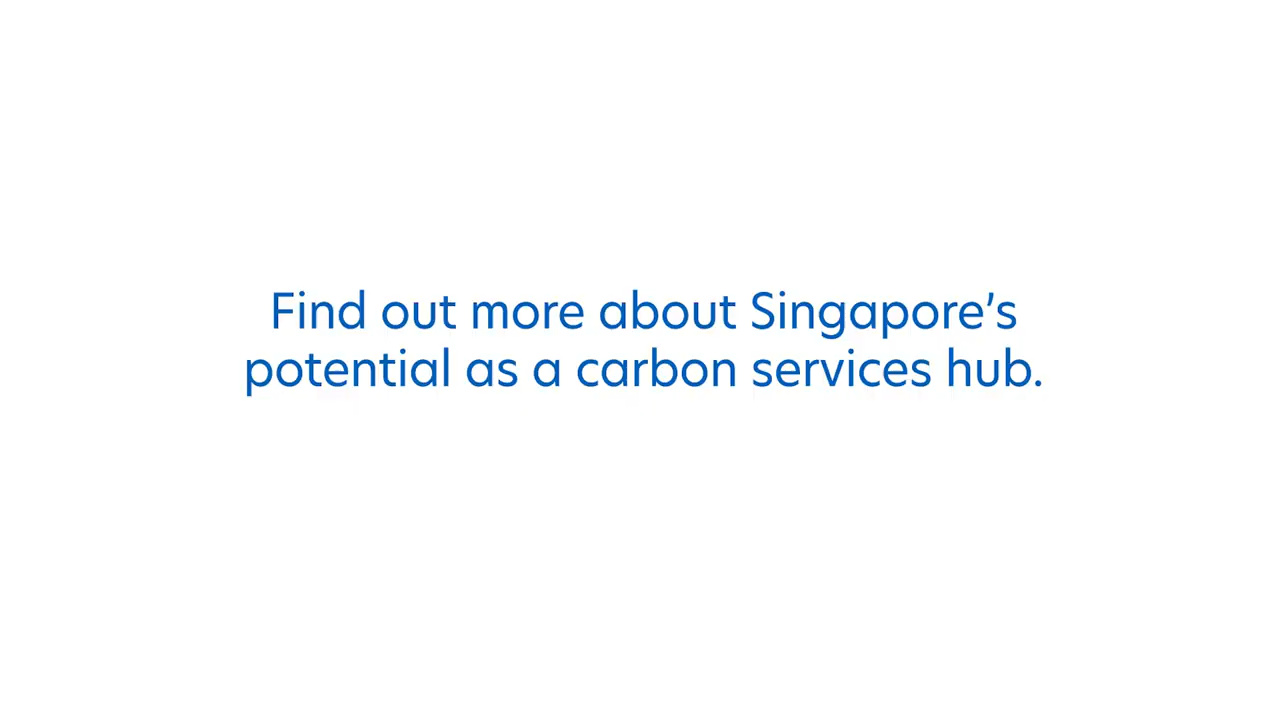 Find out more about Singapore’s
potential as a carbon services hub.